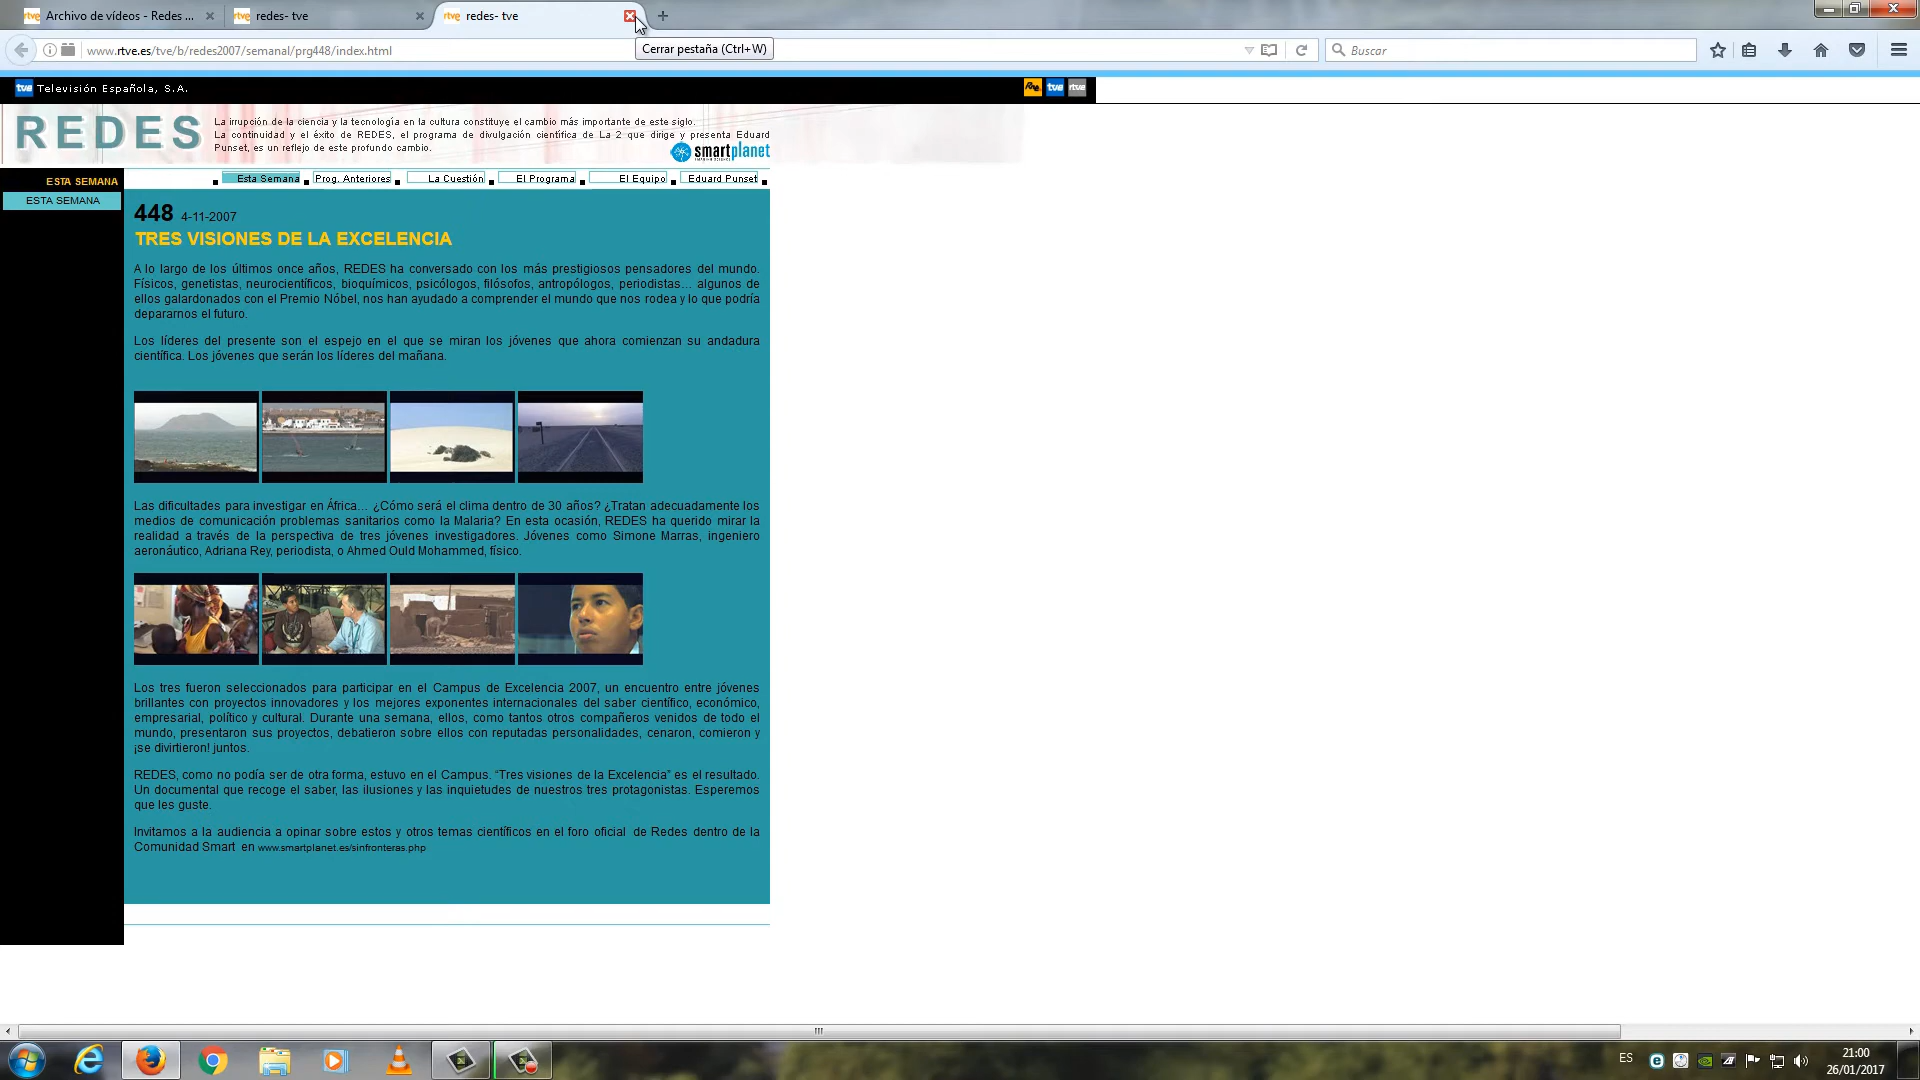 Archivo de vídeos - Redes ...
redes- tve
redes- tve
www.rtve.es/tve/b/redes2007/semanal/prg448/index.html
Cerrar pestaña (Ctrl+W)
Buscar
tve Televisión Española, S.A.
rne tve rtve
REDES
La irrupción de la ciencia y la tecnología en la cultura constituye el cambio más importante de este siglo.
La continuidad y el éxito de REDES, el programa de divulgación científica de La 2 que dirige y presenta Eduard
Punset, es un reflejo de este profundo cambio.
smartplanet
Esta Semana Prog. Anteriores La Cuestión El Programa El Equipo Eduard Punset
ESTA SEMANA
ESTA SEMANA
448 4-11-2007
TRES VISIONES DE LA EXCELENCIA
A lo largo de los últimos once años, REDES ha conversado con los más prestigiosos pensadores del mundo.
Físicos, genetistas, neurocientíficos, bioquímicos, psicólogos, filósofos, antropólogos, periodistas... algunos de
ellos galardonados con el Premio Nóbel, nos han ayudado a comprender el mundo que nos rodea y lo que podría
depararnos el futuro.
Los líderes del presente son el espejo en el que se miran los jóvenes que ahora comienzan su andadura
científica. Los jóvenes que serán los líderes del mañana.
Las dificultades para investigar en África... ¿Cómo será el clima dentro de 30 años? ¿Tratan adecuadamente los
medios de comunicación problemas sanitarios como la Malaria? En esta ocasión, REDES ha querido mirar la
realidad a través de la perspectiva de tres jóvenes investigadores. Jóvenes como Simone Marras, ingeniero
aeronáutico, Adriana Rey, periodista, o Ahmed Ould Mohammed, físico.
Los tres fueron seleccionados para participar en el Campus de Excelencia 2007, un encuentro entre jóvenes
brillantes con proyectos innovadores y los mejores exponentes internacionales del saber científico, económico,
empresarial, político y cultural. Durante una semana, ellos, como tantos otros compañeros venidos de todo el
mundo, presentaron sus proyectos, debatieron sobre ellos con reputadas personalidades, cenaron, comieron y
¡se divirtieron! juntos.
REDES, como no podía ser de otra forma, estuvo en el Campus. “Tres visiones de la Excelencia” es el resultado.
Un documental que recoge el saber, las ilusiones y las inquietudes de nuestros tres protagonistas. Esperemos
que les guste.
Invitamos a la audiencia a opinar sobre estos y otros temas científicos en el foro oficial de Redes dentro de la
Comunidad Smart en www.smartplanet.es/sinfronteras.php
ES
21:00
26/01/2017